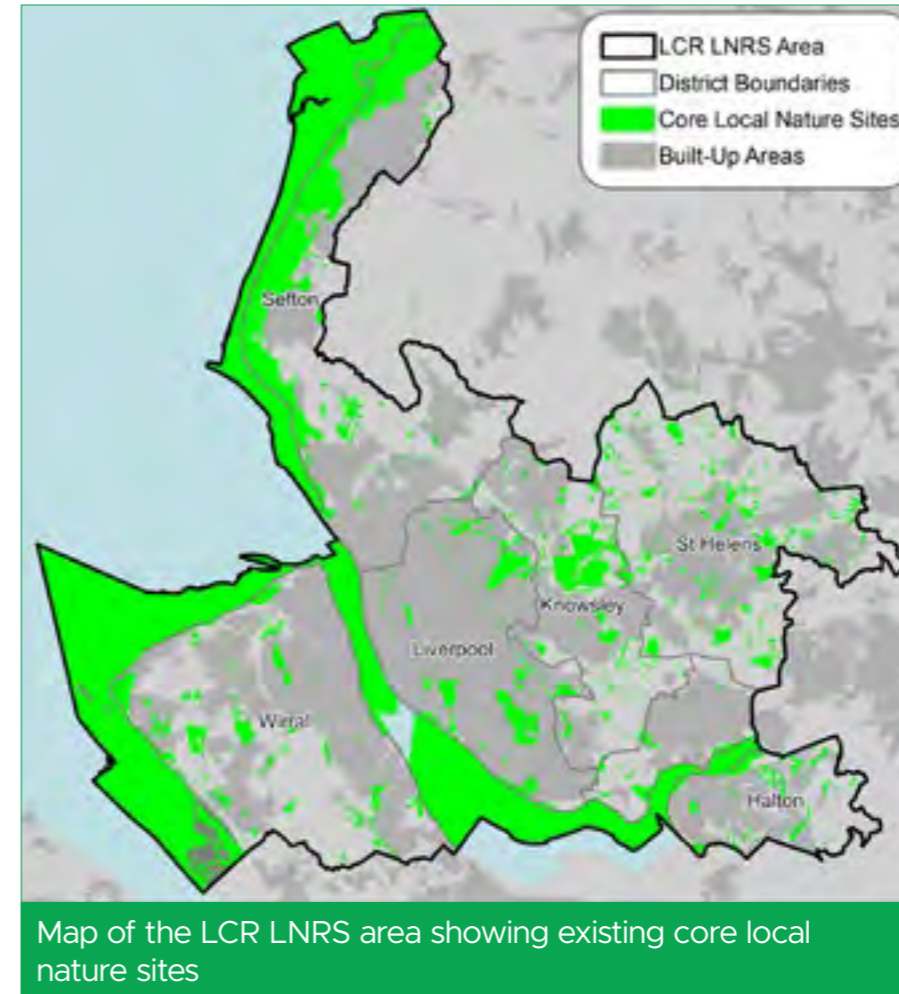 LCR LNRS Area
District Boundaries
Core Local Nature Sites
Built-Up Areas
Sefton
St Helens
Knowsley
Liverpool
Wirral
Halton
Map of the LCR LNRS area showing existing core local
nature sites